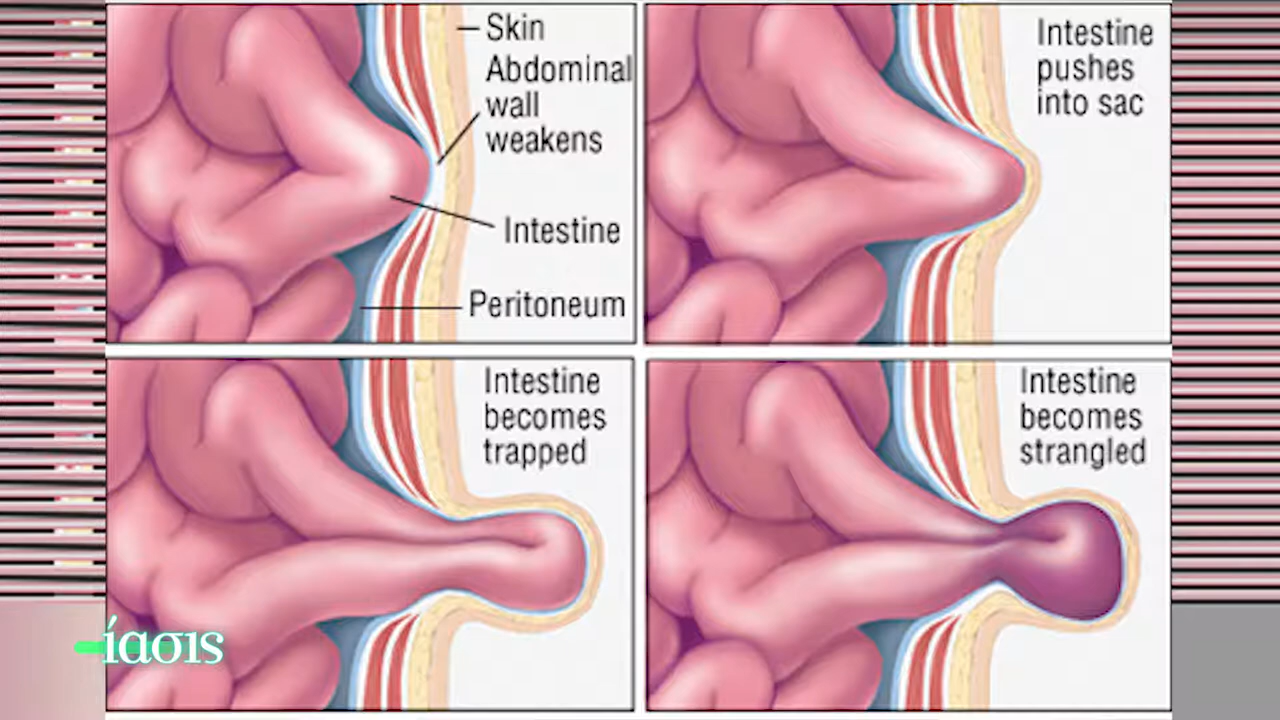 Skin
Abdominal
wall
weakens
Intestine
Peritoneum
Intestine
pushes
into sac
Intestine
becomes
trapped
Intestine
becomes
strangled
ίασις